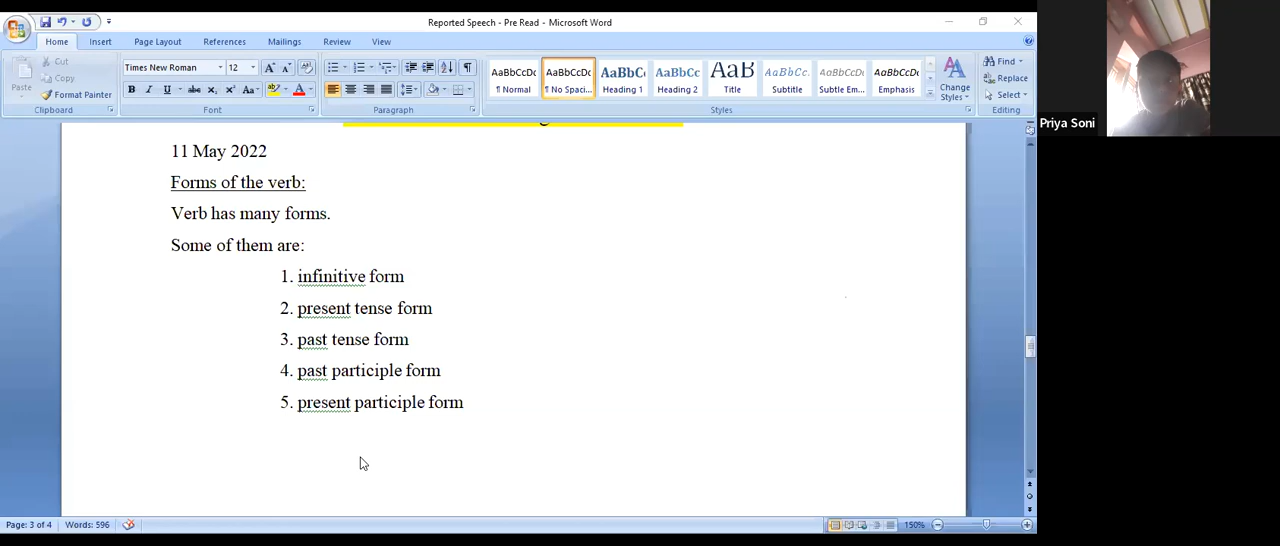 Reported Speech - Pre Read - Microsoft Word
Home Insert Page Layout References Mailings Review View
Cut
Copy
Format Painter
Paste
Clipboard
Times New Roman 12
Font
Paragraph
AaBbCcDc AaBbCcDc AaBbC AaBbCc AaB AaBbCc. AaBbCcDc AaBbCcDc
¶ Normal ¶ No Spaci... Heading 1 Heading 2 Title Subtitle Subtle Em... Emphasis
Styles
Change Styles
Find
Replace
Select
Editing
Priya Soni
11 May 2022
Forms of the verb:
Verb has many forms.
Some of them are:
1. infinitive form
2. present tense form
3. past tense form
4. past participle form
5. present participle form
Page: 3 of 4 Words: 596 150%